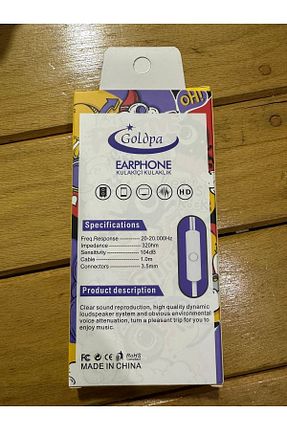 OH!
Goldpa
EARPHONE
KULAKİÇİ KULAKLIK
HD
Specifications
Freq.Response ---------- 20-20.000Hz
Impedance ---------- 32Ohm
Sensitivity ---------- 104dB
Cable ---------- 1.0m
Connectors ---------- 3.5mm
Product description
Clear sound reproduction, high quality dynamic
loudspeaker system and obvious environmental
voice attenuation, turn a pleasant trip for you to
enjoy music.
FC CE RoHS
MADE IN CHINA